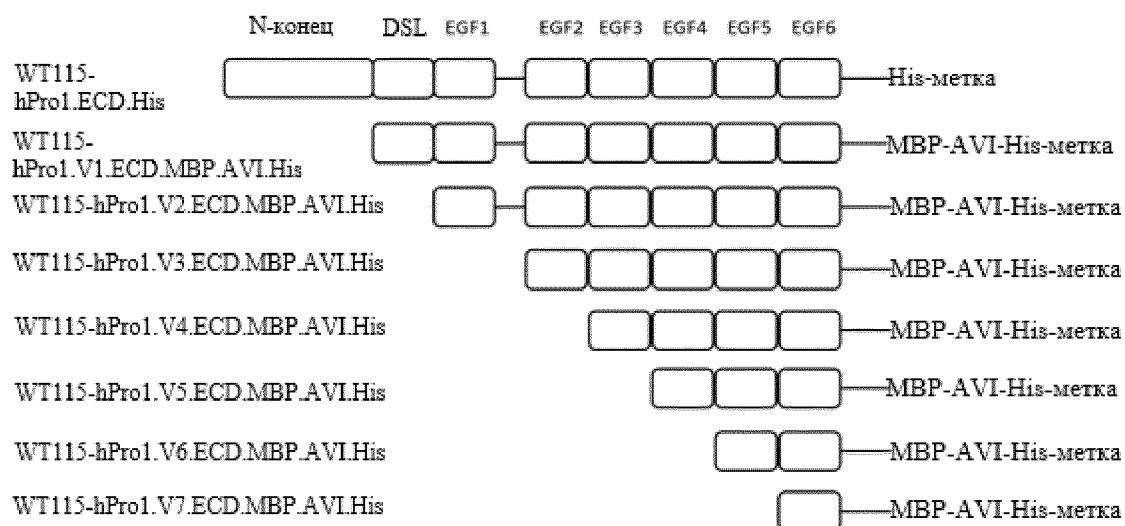 N-конец DSL EGF1 EGF2 EGF3 EGF4 EGF5 EGF6
WT115-
hPro1.ECD.His
His-метка
WT115-
hPro1.V1.ECD.MBP.AVI.His
MBP-AVI-His-метка
WT115-hPro1.V2.ECD.MBP.AVI.His MBP-AVI-His-метка
WT115-hPro1.V3.ECD.MBP.AVI.His MBP-AVI-His-метка
WT115-hPro1.V4.ECD.MBP.AVI.His MBP-AVI-His-метка
WT115-hPro1.V5.ECD.MBP.AVI.His MBP-AVI-His-метка
WT115-hPro1.V6.ECD.MBP.AVI.His MBP-AVI-His-метка
WT115-hPro1.V7.ECD.MBP.AVI.His MBP-AVI-His-метка